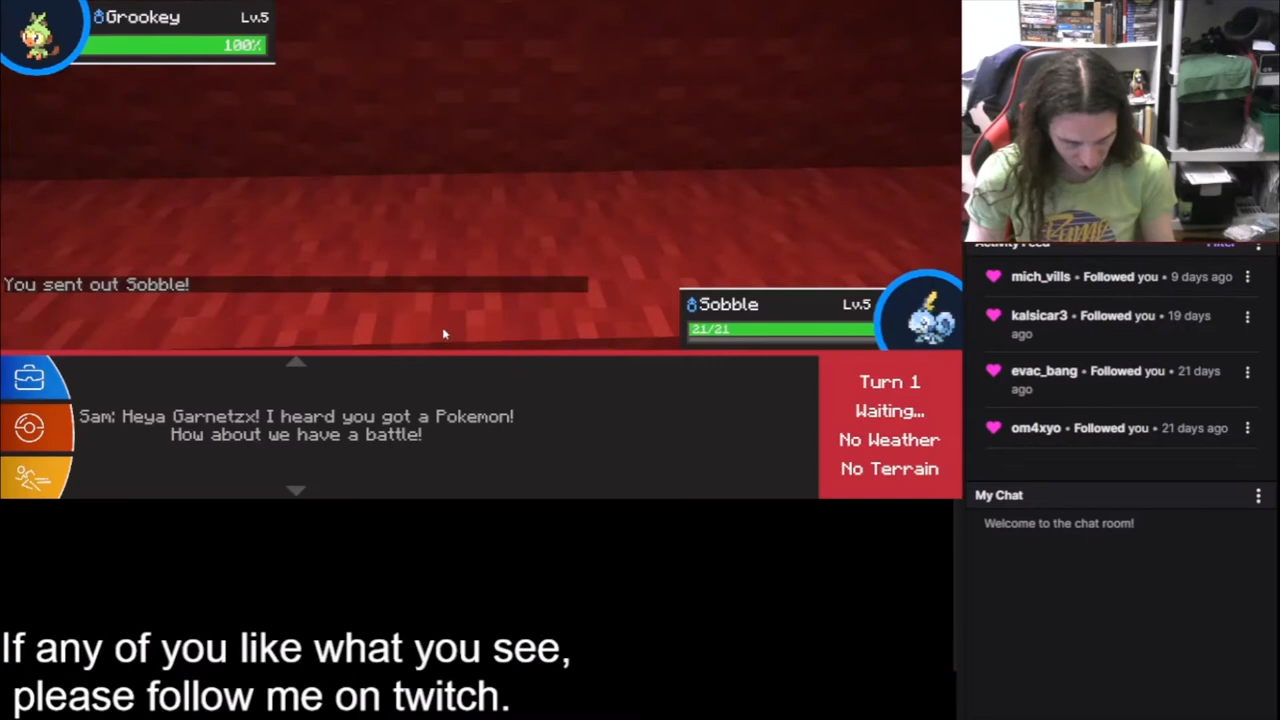 Grookey Lv.5
100%
You sent out Sobble!
Sobble Lv.5
21/21
Sam: Heya Garnetzx! I heard you got a Pokemon!
How about we have a battle!
Turn 1
Waiting...
No Weather
No Terrain
If any of you like what you see,
please follow me on twitch.
Activity Feed Filter
mich_vills • Followed you • 9 days ago
kalsicar3 • Followed you • 19 days
ago
evac_bang • Followed you • 21 days
ago
om4xyo • Followed you • 21 days ago
My Chat
Welcome to the chat room!